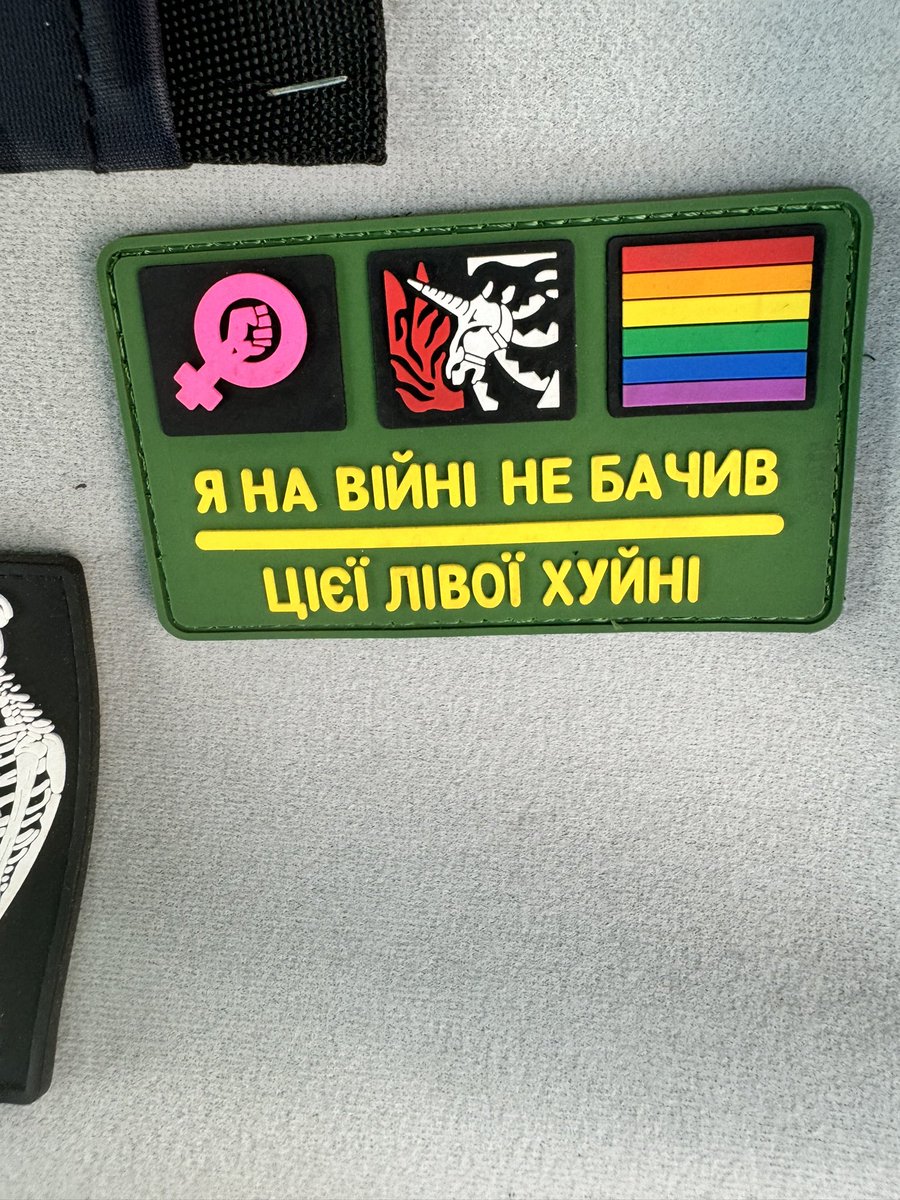 Я НА ВІЙНІ НЕ БАЧИВ
ЦІЄЇ ЛІВОЇ ХУЙНІ